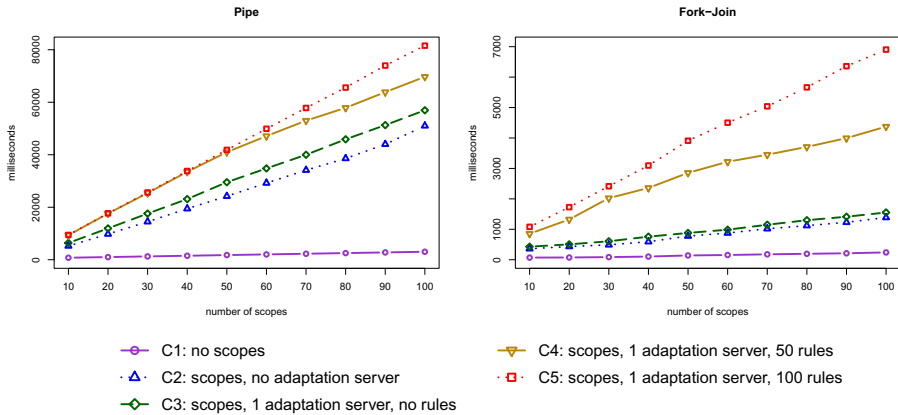 Pipe
80000
60000
40000
20000
0
milliseconds
10 20 30 40 50 60 70 80 90 100
number of scopes
Fork−Join
7000
5000
3000
1000
0
milliseconds
10 20 30 40 50 60 70 80 90 100
number of scopes
C1: no scopes
C2: scopes, no adaptation server
C3: scopes, 1 adaptation server, no rules
C4: scopes, 1 adaptation server, 50 rules
C5: scopes, 1 adaptation server, 100 rules